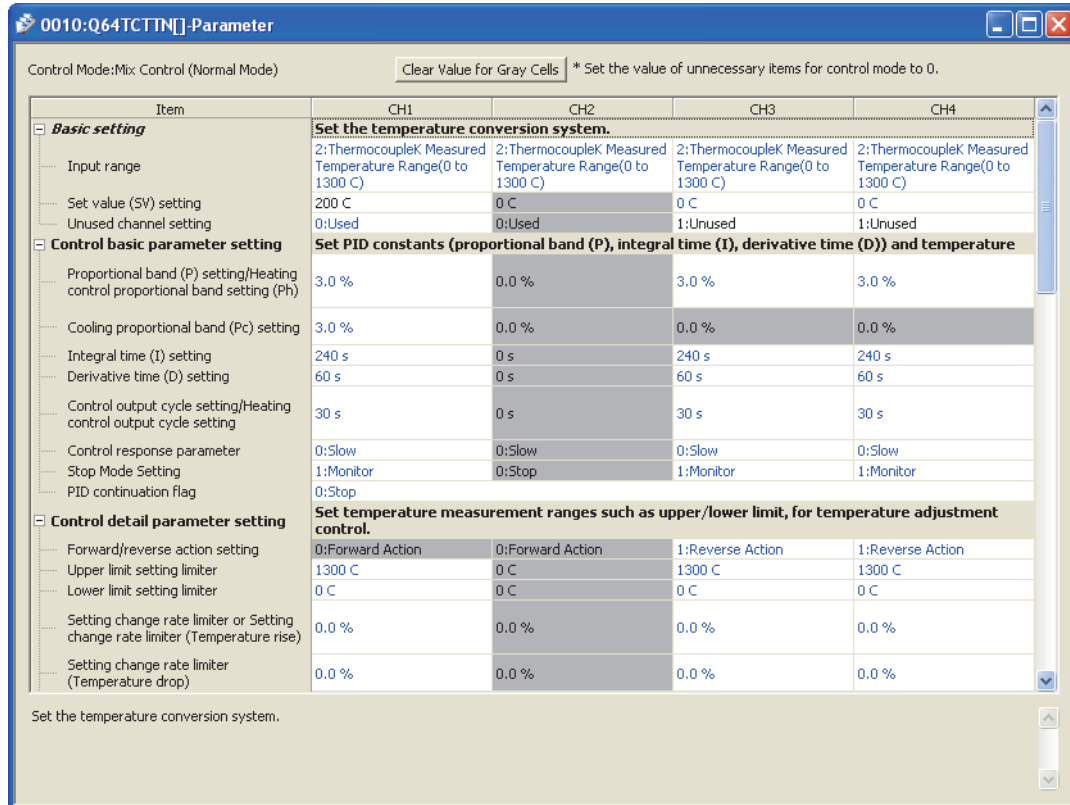 0010:Q64TCTTN[]-Parameter
Control Mode:Mix Control (Normal Mode) Clear Value for Gray Cells * Set the value of unnecessary items for control mode to 0.
Item CH1 CH2 CH3 CH4
Basic setting Set the temperature conversion system.
Input range 2:ThermocoupleK Measured Temperature Range(0 to 1300 C) 2:ThermocoupleK Measured Temperature Range(0 to 1300 C) 2:ThermocoupleK Measured Temperature Range(0 to 1300 C) 2:ThermocoupleK Measured Temperature Range(0 to 1300 C)
Set value (SV) setting 200 C 0 C 0 C 0 C
Unused channel setting 0:Used 0:Used 1:Unused 1:Unused
Control basic parameter setting Set PID constants (proportional band (P), integral time (I), derivative time (D)) and temperature
Proportional band (P) setting/Heating control proportional band setting (Ph) 3.0 % 0.0 % 3.0 % 3.0 %
Cooling proportional band (Pc) setting 3.0 % 0.0 % 0.0 % 0.0 %
Integral time (I) setting 240 s 0 s 240 s 240 s
Derivative time (D) setting 60 s 0 s 60 s 60 s
Control output cycle setting/Heating control output cycle setting 30 s 0 s 30 s 30 s
Control response parameter 0:Slow 0:Slow 0:Slow 0:Slow
Stop Mode Setting 1:Monitor 0:Stop 1:Monitor 1:Monitor
PID continuation flag 0:Stop
Control detail parameter setting Set temperature measurement ranges such as upper/lower limit, for temperature adjustment control.
Forward/reverse action setting 0:Forward Action 0:Forward Action 1:Reverse Action 1:Reverse Action
Upper limit setting limiter 1300 C 0 C 1300 C 1300 C
Lower limit setting limiter 0 C 0 C 0 C 0 C
Setting change rate limiter or Setting change rate limiter (Temperature rise) 0.0 % 0.0 % 0.0 % 0.0 %
Setting change rate limiter (Temperature drop) 0.0 % 0.0 % 0.0 % 0.0 %
Set the temperature conversion system.